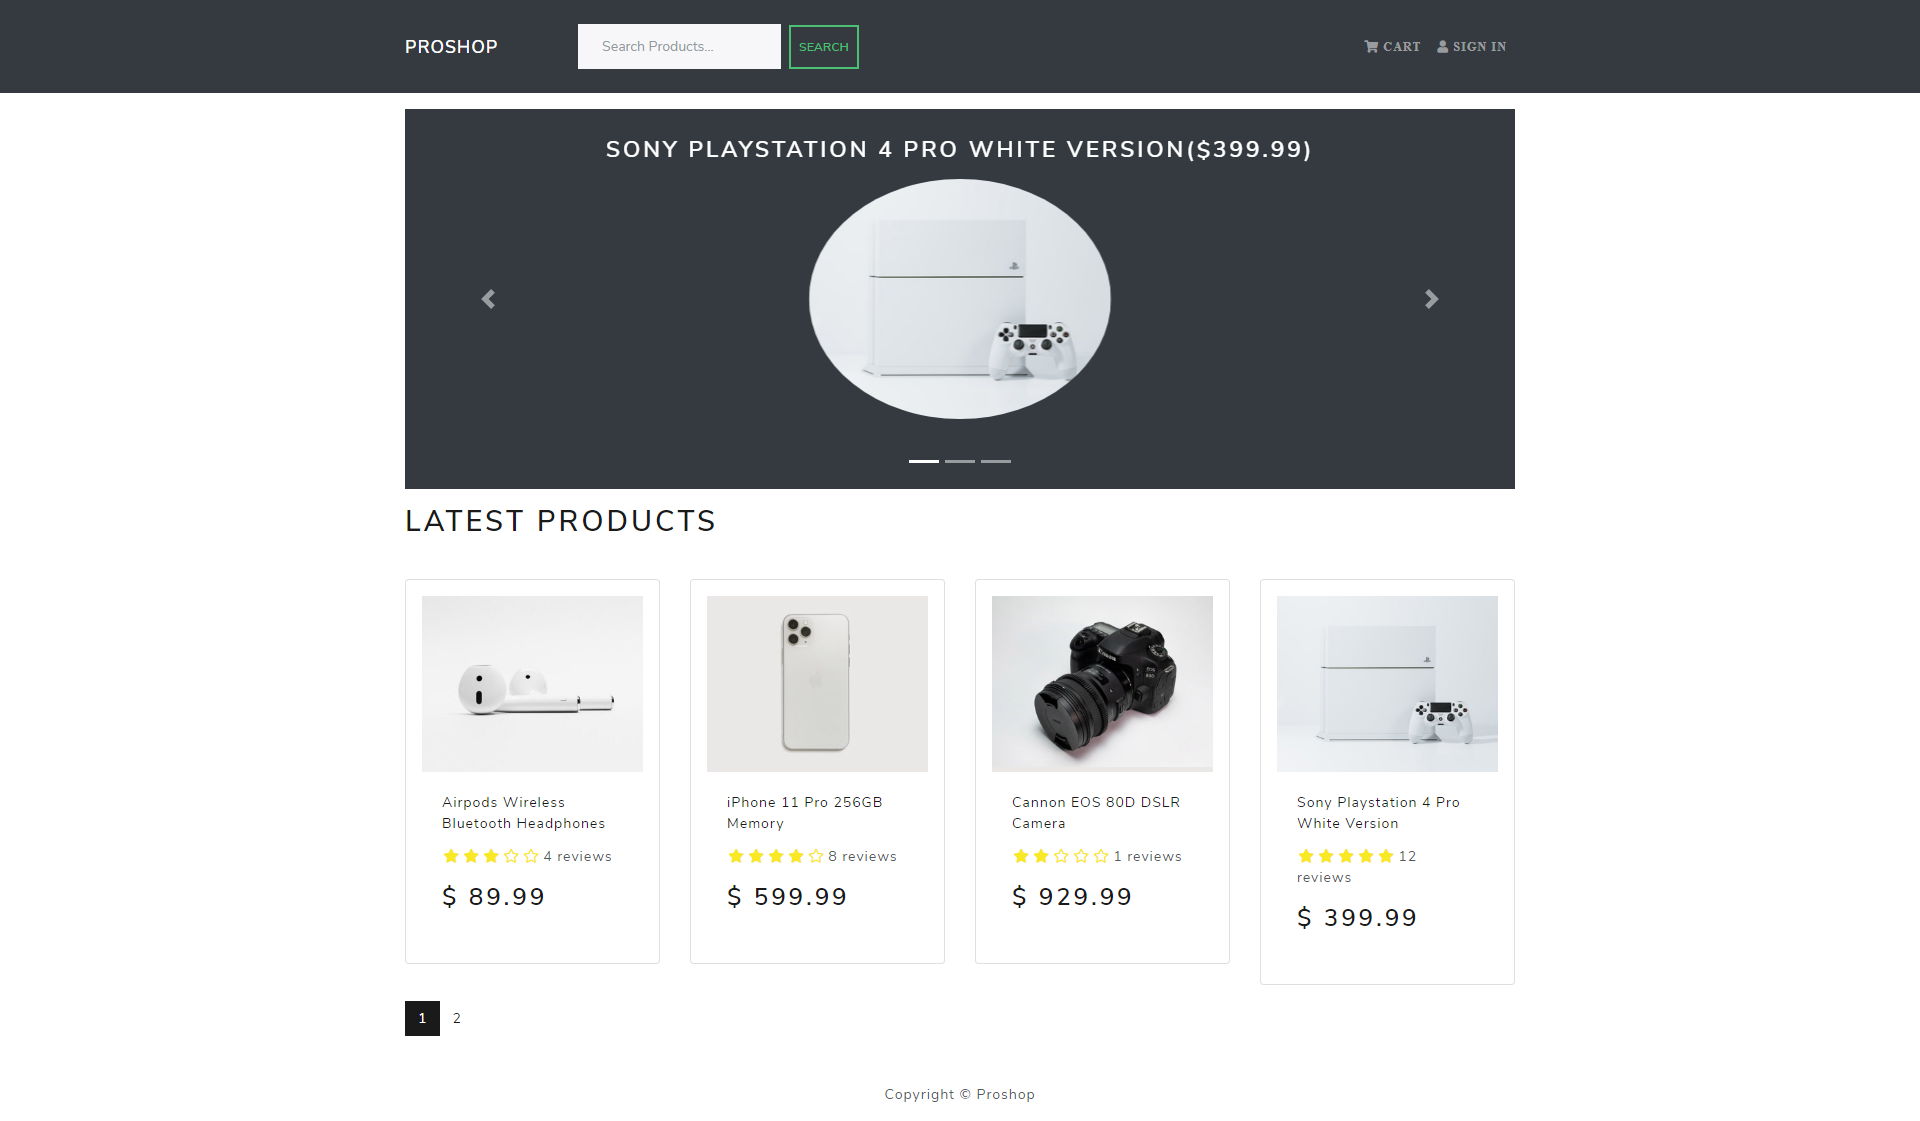 PROSHOP
Search Products...
SEARCH
CART
SIGN IN
SONY PLAYSTATION 4 PRO WHITE VERSION($399.99)
LATEST PRODUCTS
Airpods Wireless
Bluetooth Headphones
4 reviews
$ 89.99
iPhone 11 Pro 256GB
Memory
8 reviews
$ 599.99
Cannon EOS 80D DSLR
Camera
1 reviews
$ 929.99
Sony Playstation 4 Pro
White Version
12
reviews
$ 399.99
1 2
Copyright © Proshop